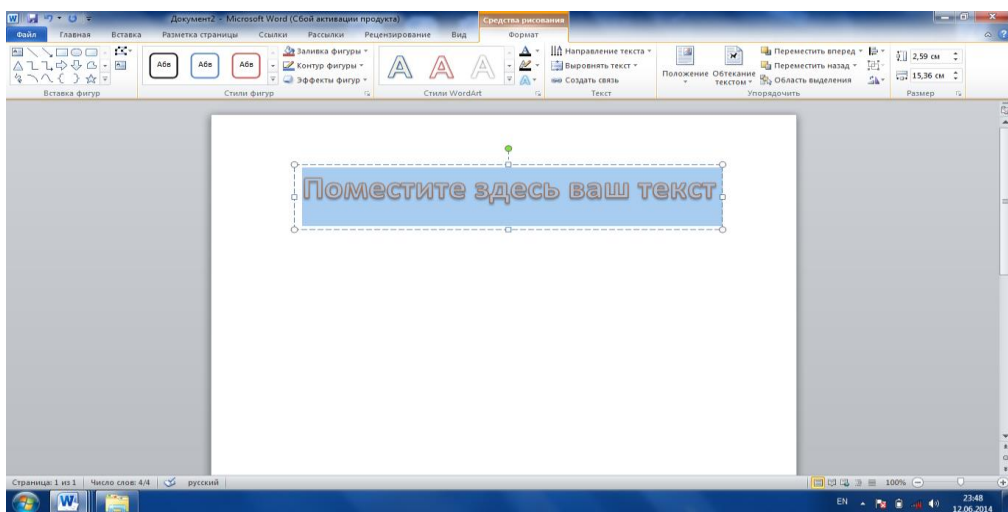 Документ2 - Microsoft Word (Сбой активации продукта)
Средства рисования
Файл Главная Вставка Разметка страницы Ссылки Рассылки Рецензирование Вид Формат
Абв Абв Абв
Заливка фигуры
Контур фигуры
Эффекты фигур
Направление текста
Выровнять текст
Создать связь
Положение
Обтекание текстом
Переместить вперед
Переместить назад
Область выделения
2,59 см
15,36 см
Вставка фигур Стили фигур Стили WordArt Текст Упорядочить Размер
Поместите здесь ваш текст
Страница: 1 из 1 Число слов: 4/4 русский 100%
EN 23:48
12.06.2014